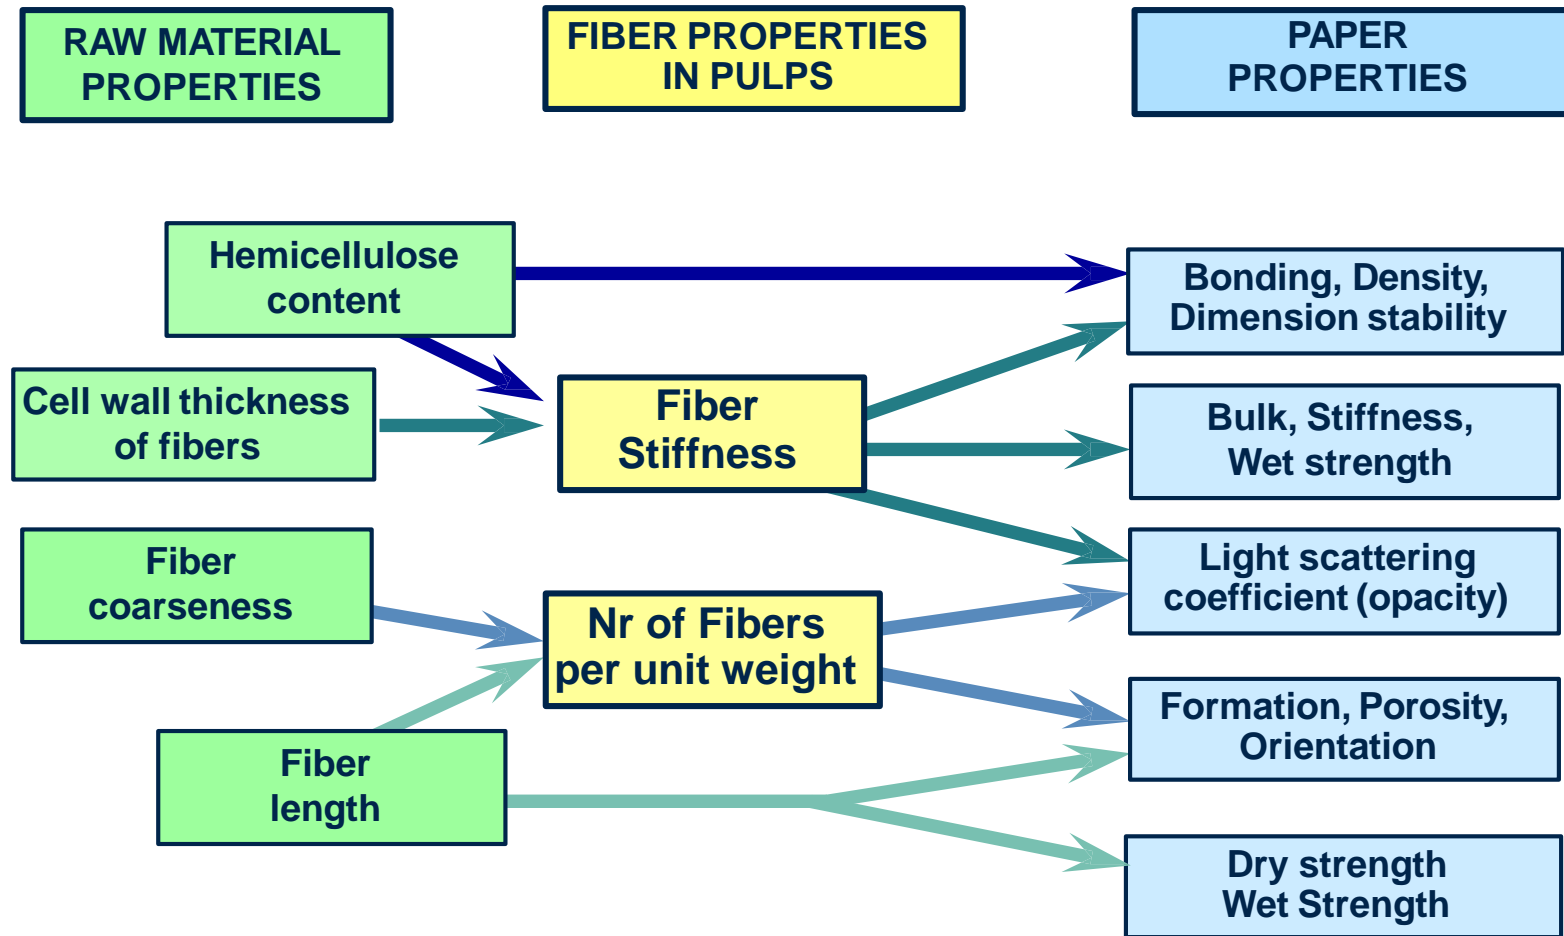 RAW MATERIAL
PROPERTIES
FIBER PROPERTIES
IN PULPS
PAPER
PROPERTIES
Hemicellulose
content
Cell wall thickness
of fibers
Fiber
coarseness
Fiber
length
Fiber
Stiffness
Nr of Fibers
per unit weight
Bonding, Density,
Dimension stability
Bulk, Stiffness,
Wet strength
Light scattering
coefficient (opacity)
Formation, Porosity,
Orientation
Dry strength
Wet Strength